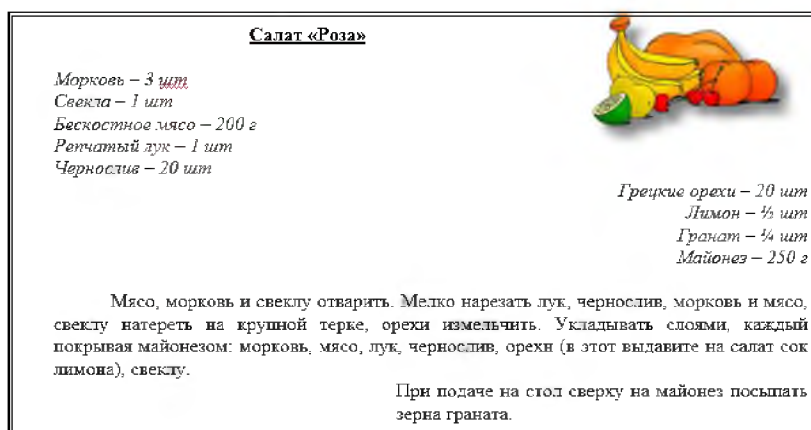 Салат «Роза»
Морковь – 3 шт
Свекла – 1 шт
Бескостное мясо – 200 г
Репчатый лук – 1 шт
Чернослив – 20 шт
Грецкие орехи – 20 шт
Лимон – ½ шт
Гранат – ¼ шт
Майонез – 250 г
Мясо, морковь и свеклу отварить. Мелко нарезать лук, чернослив, морковь и мясо,
свеклу натереть на крупной терке, орехи измельчить. Укладывать слоями, каждый
покрывая майонезом: морковь, мясо, лук, чернослив, орехи (в этот выдавите на салат сок
лимона), свеклу.
При подаче на стол сверху на майонез посыпать
зерна граната.